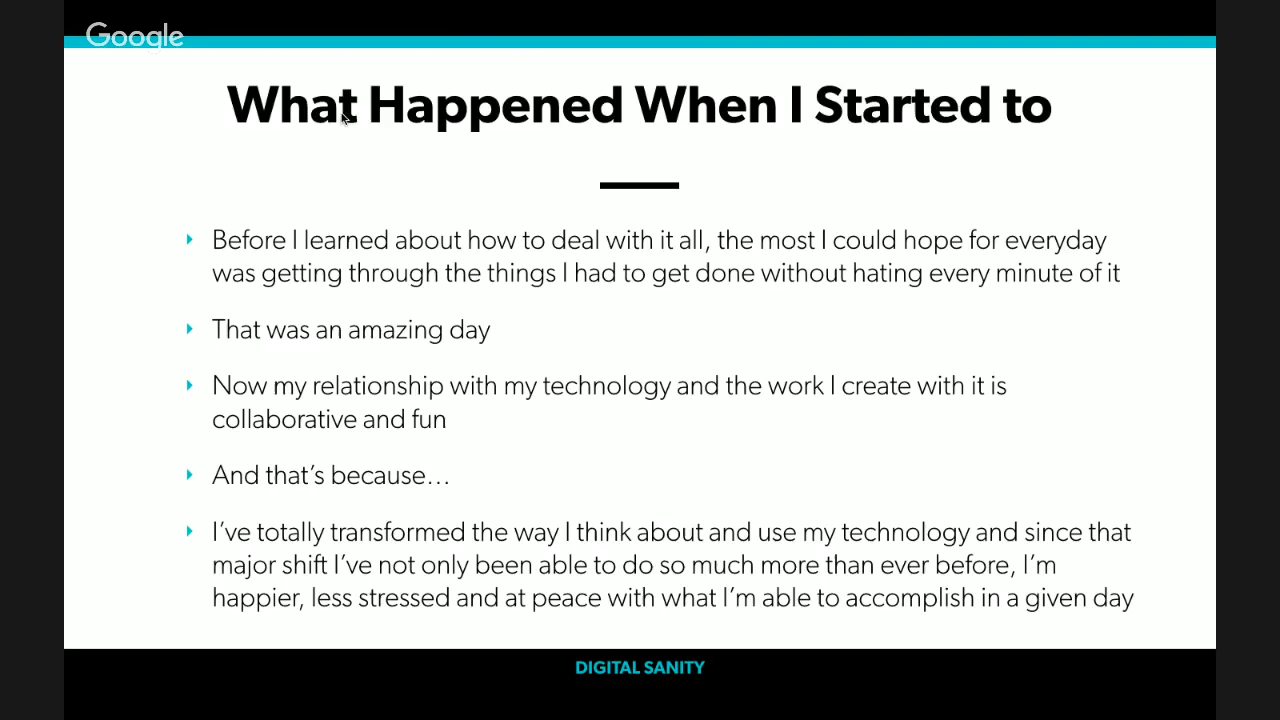 Google
What Happened When I Started to
Before I learned about how to deal with it all, the most I could hope for everyday
was getting through the things I had to get done without hating every minute of it
That was an amazing day
Now my relationship with my technology and the work I create with it is
collaborative and fun
And that’s because…
I’ve totally transformed the way I think about and use my technology and since that
major shift I’ve not only been able to do so much more than ever before, I’m
happier, less stressed and at peace with what I’m able to accomplish in a given day
DIGITAL SANITY